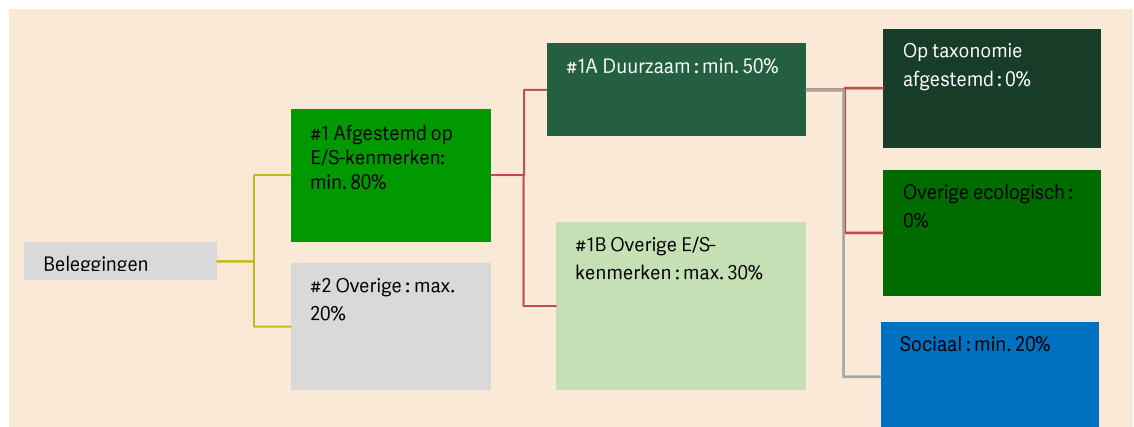 Beleggingen
#1 Afgestemd op
E/S-kenmerken:
min. 80%
#2 Overige : max.
20%
#1A Duurzaam : min. 50%
#1B Overige E/S-
kenmerken : max. 30%
Op taxonomie
afgestemd : 0%
Overige ecologisch :
0%
Sociaal : min. 20%